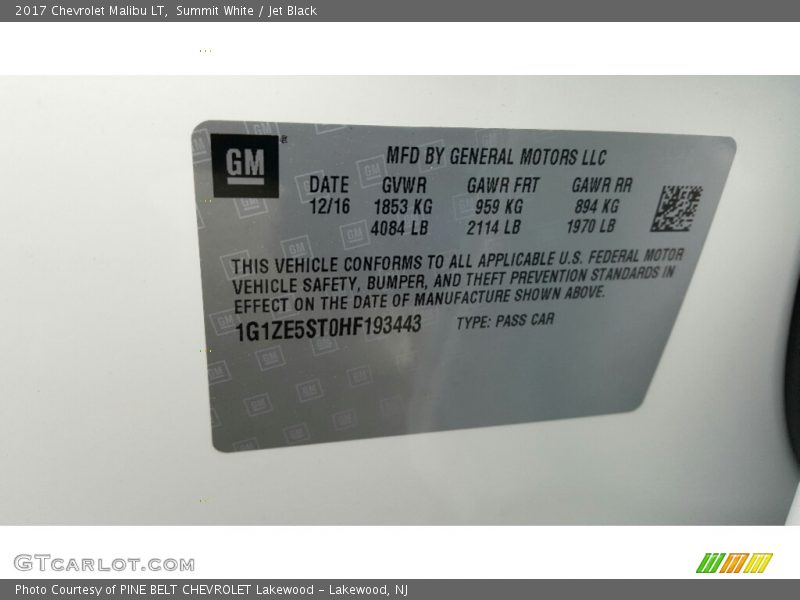 2017 Chevrolet Malibu LT, Summit White / Jet Black
GM
MFD BY GENERAL MOTORS LLC
DATE GVWR GAWR FRT GAWR RR
12/16 1853 KG 959 KG 894 KG
4084 LB 2114 LB 1970 LB
THIS VEHICLE CONFORMS TO ALL APPLICABLE U.S. FEDERAL MOTOR
VEHICLE SAFETY, BUMPER, AND THEFT PREVENTION STANDARDS IN
EFFECT ON THE DATE OF MANUFACTURE SHOWN ABOVE.
1G1ZE5ST0HF193443 TYPE: PASS CAR
GTCARLOT.COM
Photo Courtesy of PINE BELT CHEVROLET Lakewood - Lakewood, NJ